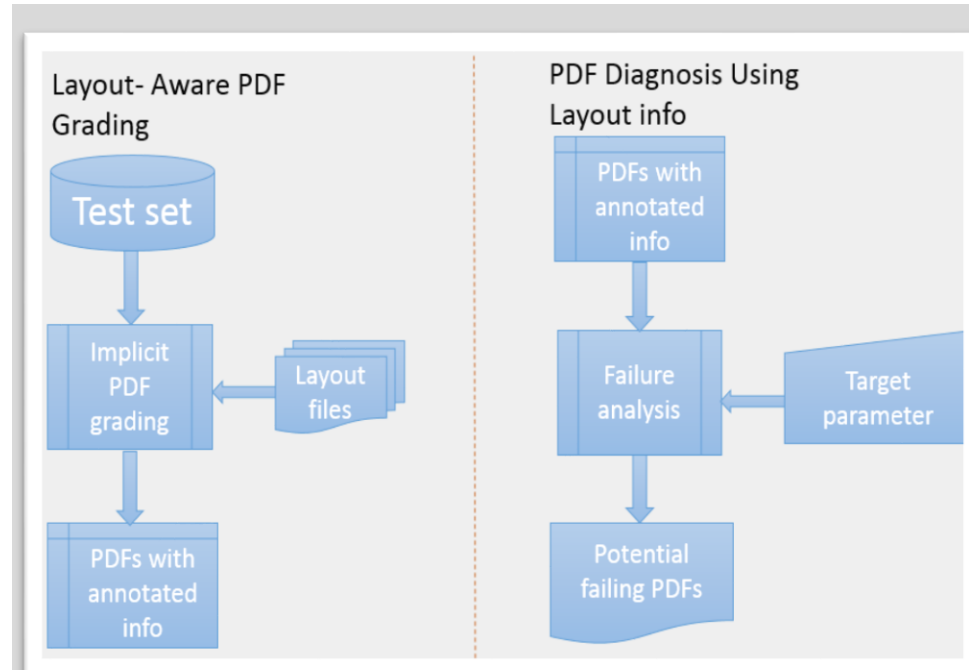 Layout- Aware PDF
Grading
Test set
Implicit
PDF
grading
Layout
files
PDFs with
annotated
info
PDF Diagnosis Using
Layout info
PDFs with
annotated
info
Failure
analysis
Target
parameter
Potential
failing PDFs